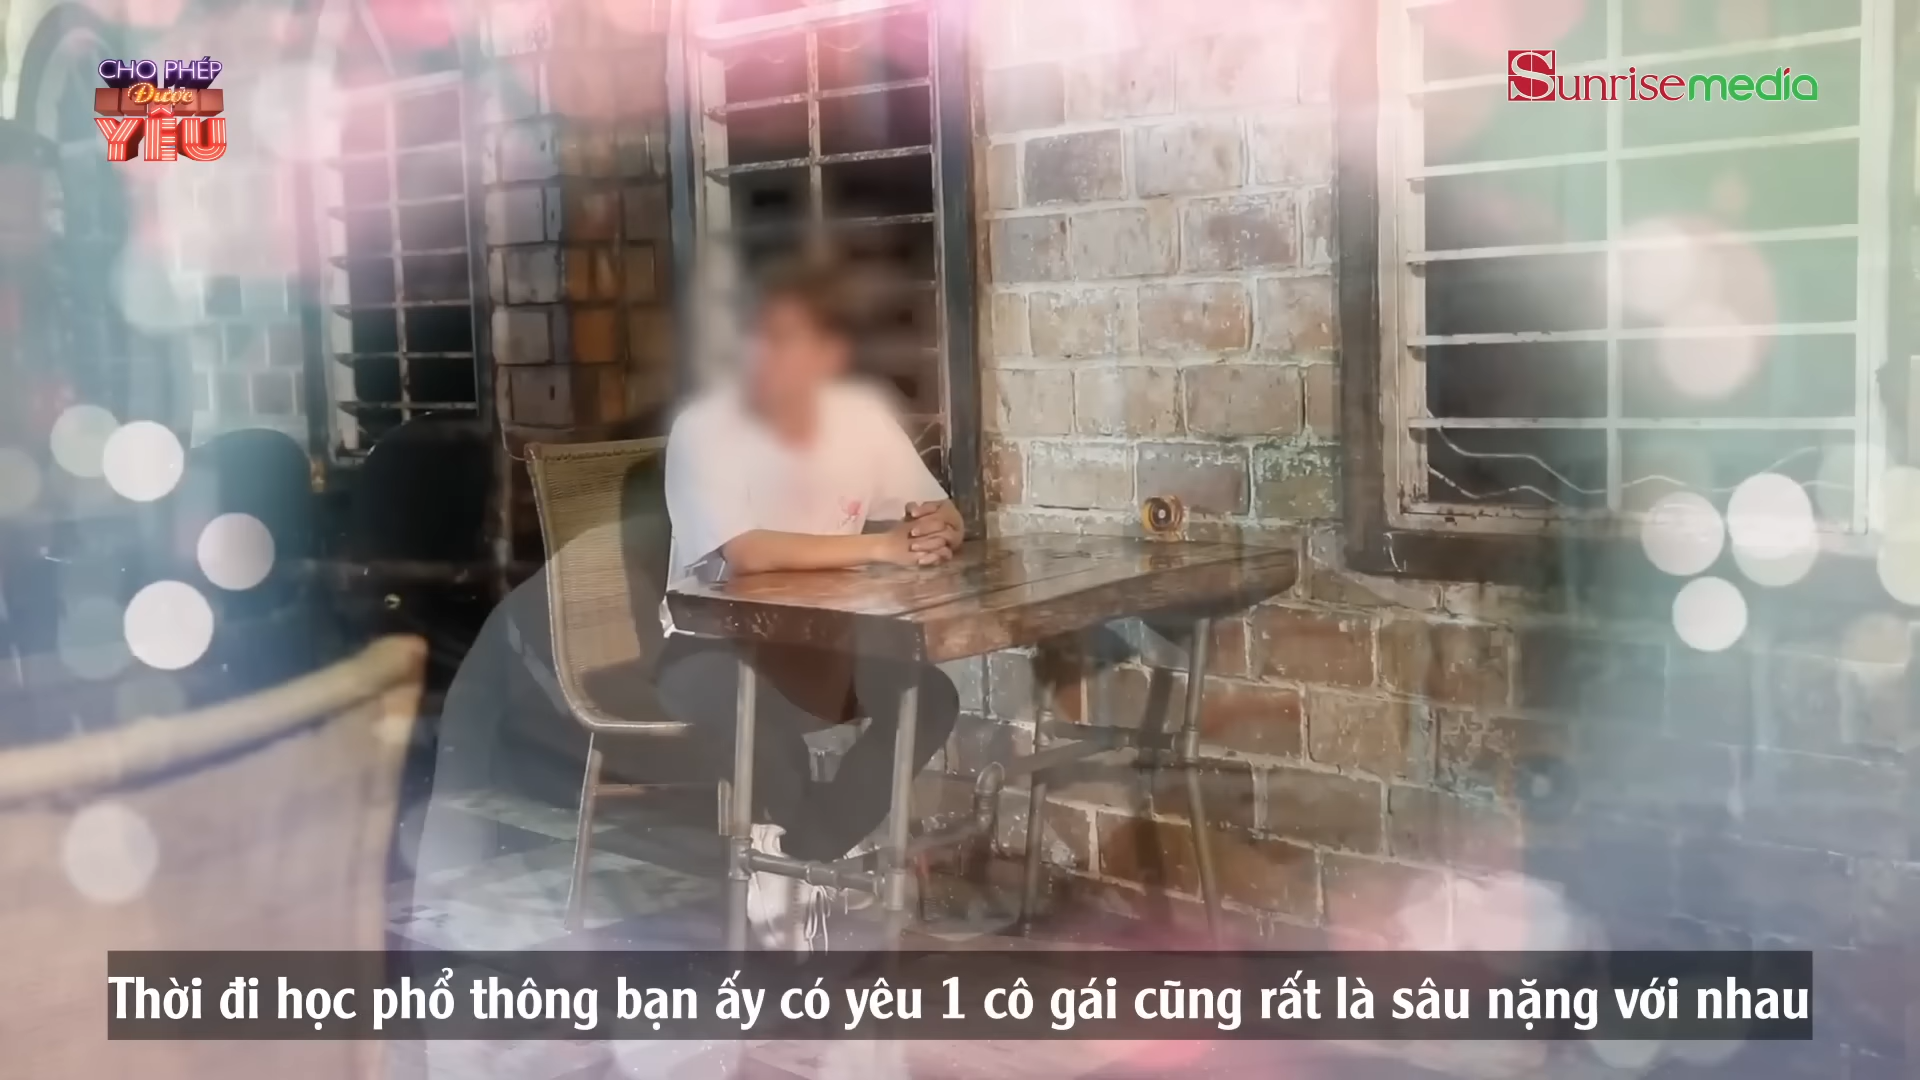 CHO PHÉP
Được
YÊU
Sunrisemedia
Thời đi học phổ thông bạn ấy có yêu 1 cô gái cũng rất là sâu nặng với nhau